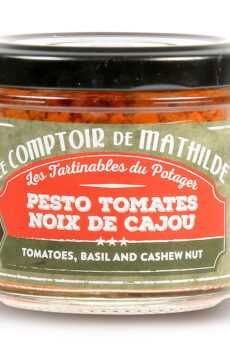 LE COMPTOIR DE MATHILDE
Les Tartinables du Potager
PESTO TOMATES
NOIX DE CAJOU
TOMATOES, BASIL AND CASHEW NUT